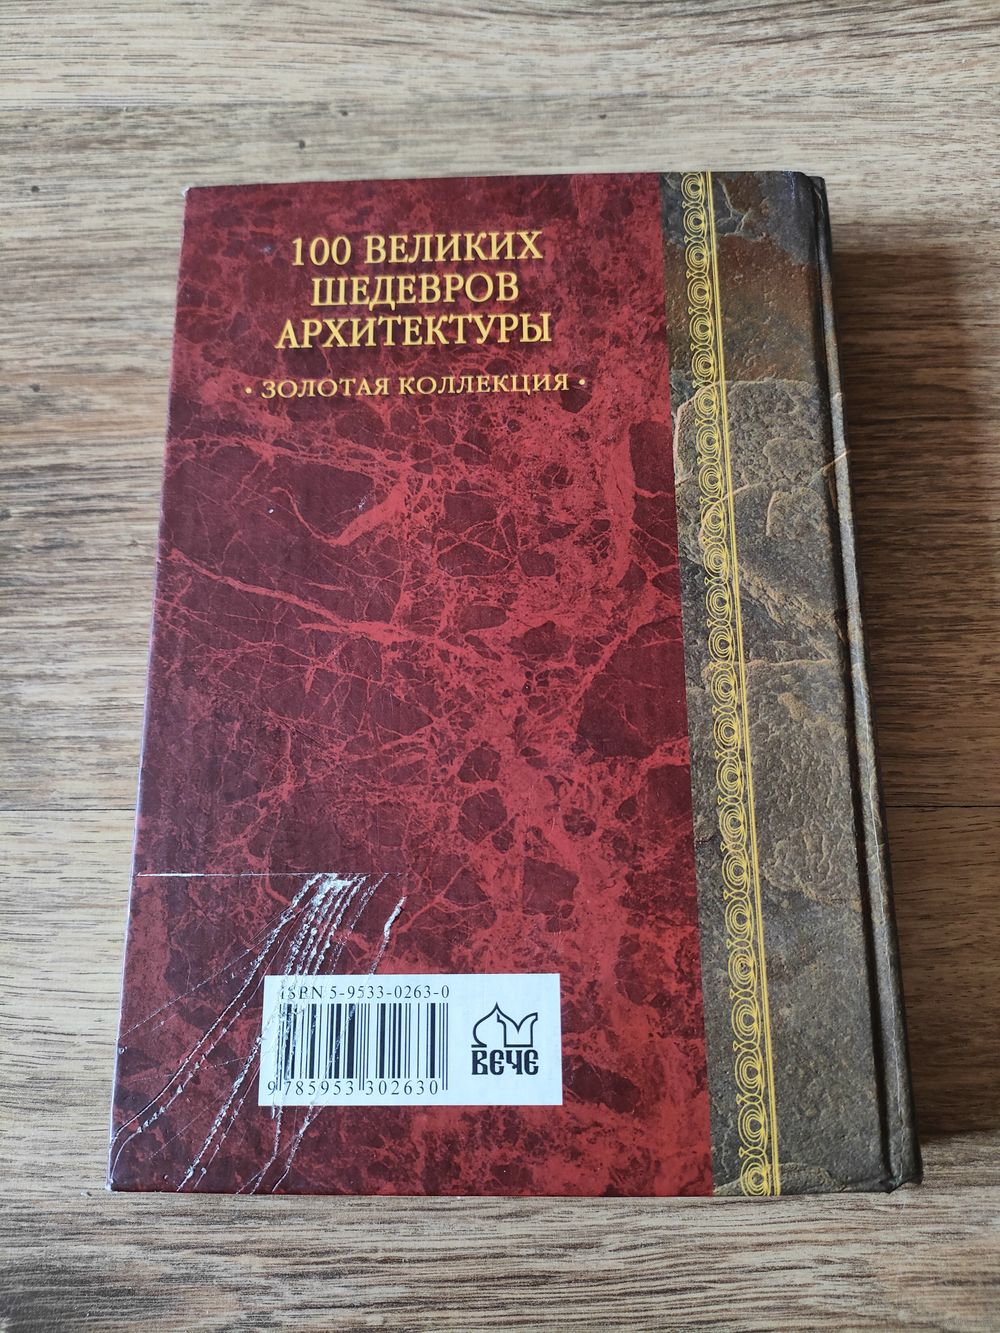 100 ВЕЛИКИХ
ШЕДЕВРОВ
АРХИТЕКТУРЫ
• ЗОЛОТАЯ КОЛЛЕКЦИЯ •
ISBN 5-9533-0263-0
9 785953 302630
ВЕЧЕ